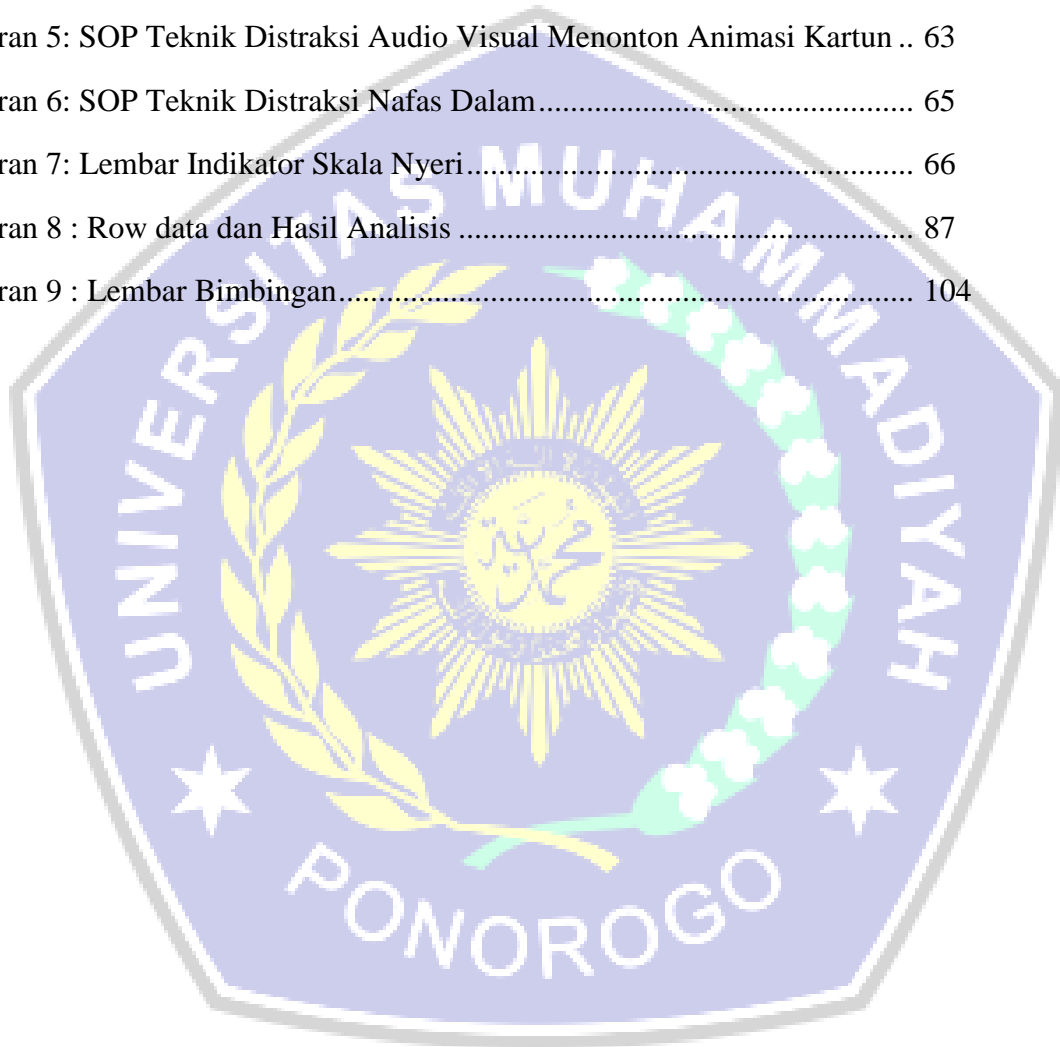 ran 5: SOP Teknik Distraksi Audio Visual Menonton Animasi Kartun .. 63
ran 6: SOP Teknik Distraksi Nafas Dalam............................................... 65
ran 7: Lembar Indikator Skala Nyeri........................................................ 66
ran 8 : Row data dan Hasil Analisis ......................................................... 87
ran 9 : Lembar Bimbingan........................................................................ 104
UNIVERSITAS MUHAMMADIYAH
PONOROGO